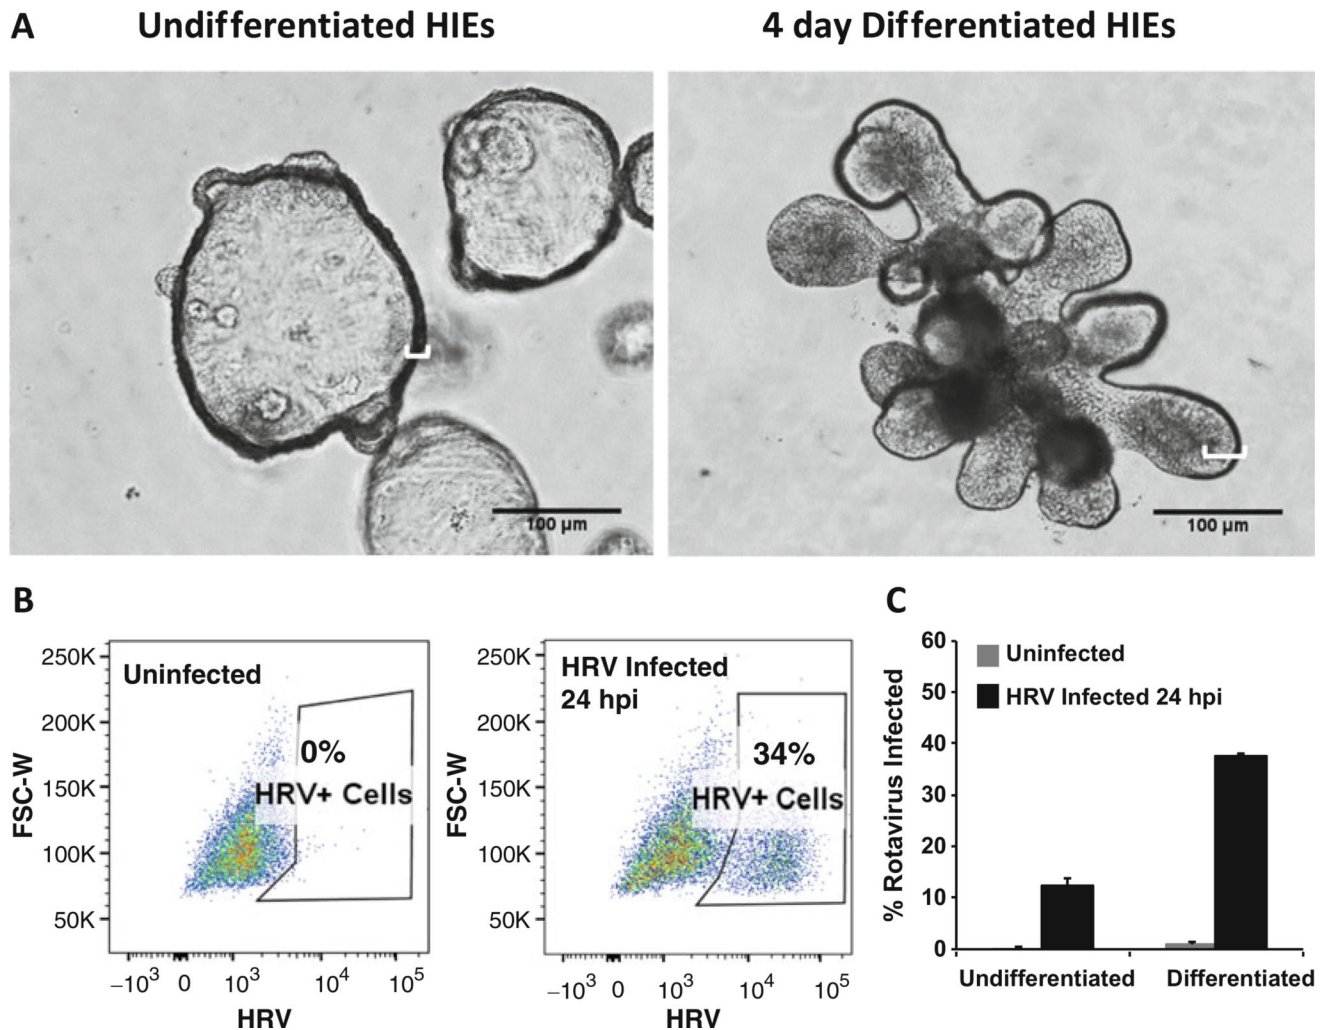 A
Undifferentiated HIEs
4 day Differentiated HIEs
100 µm
100 µm
B
C
250K
200K
150K
100K
50K
FSC-W
Uninfected
0%
HRV+ Cells
−10³ 0 10³ 10⁴ 10⁵
HRV
250K
200K
150K
100K
50K
FSC-W
HRV Infected
24 hpi
34%
HRV+ Cells
−10³ 0 10³ 10⁴ 10⁵
HRV
% Rotavirus Infected
60
50
40
30
20
10
0
Uninfected
HRV Infected 24 hpi
Undifferentiated
Differentiated